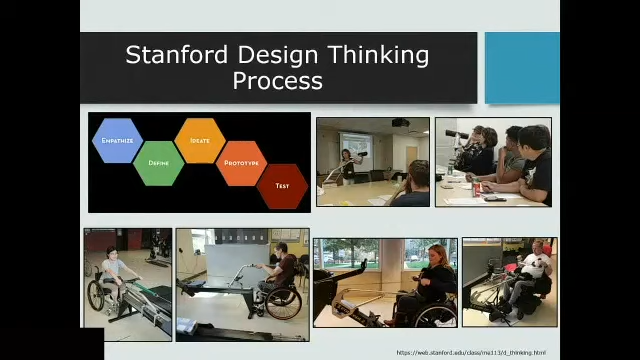 Stanford Design Thinking
Process
EMPATHIZE
DEFINE
IDEATE
PROTOTYPE
TEST
https://web.stanford.edu/class/me113/d_thinking.html